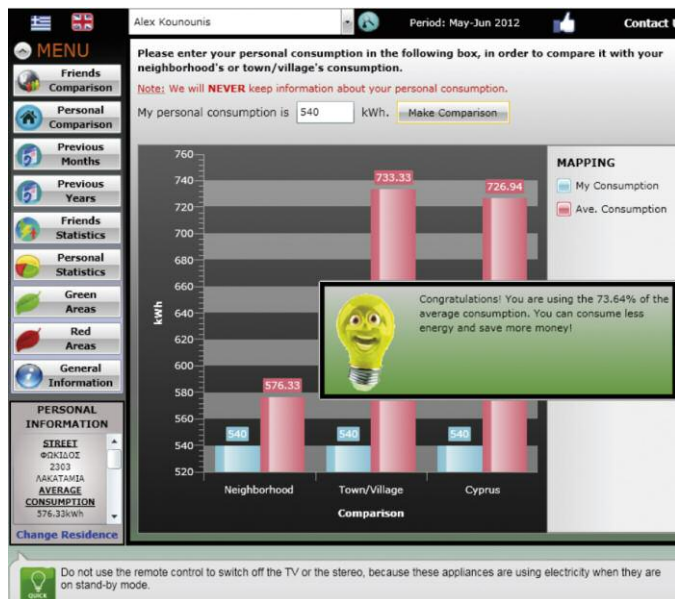 Alex Kounounis
Period: May-Jun 2012
Contact U
MENU
Friends
Comparison
Personal
Comparison
Previous
Months
Previous
Years
Friends
Statistics
Personal
Statistics
Green
Areas
Red
Areas
General
Information
PERSONAL
INFORMATION
STREET
ΦΩΚΙΔΟΣ
2303
ΛΑΚΑΤΑΜΙΑ
AVERAGE
CONSUMPTION
576.33kWh
Change Residence
Please enter your personal consumption in the following box, in order to compare it with your
neighborhood's or town/village's consumption.
Note: We will NEVER keep information about your personal consumption.
My personal consumption is 540 kWh. Make Comparison
760
740
720
700
680
660
640
620
600
580
560
540
520
kWh
733.33
726.94
576.33
540
540
540
Neighborhood
Town/Village
Cyprus
Comparison
MAPPING
My Consumption
Ave. Consumption
Congratulations! You are using the 73.64% of the
average consumption. You can consume less
energy and save more money!
QUICK
Do not use the remote control to switch off the TV or the stereo, because these appliances are using electricity when they are
on stand-by mode.